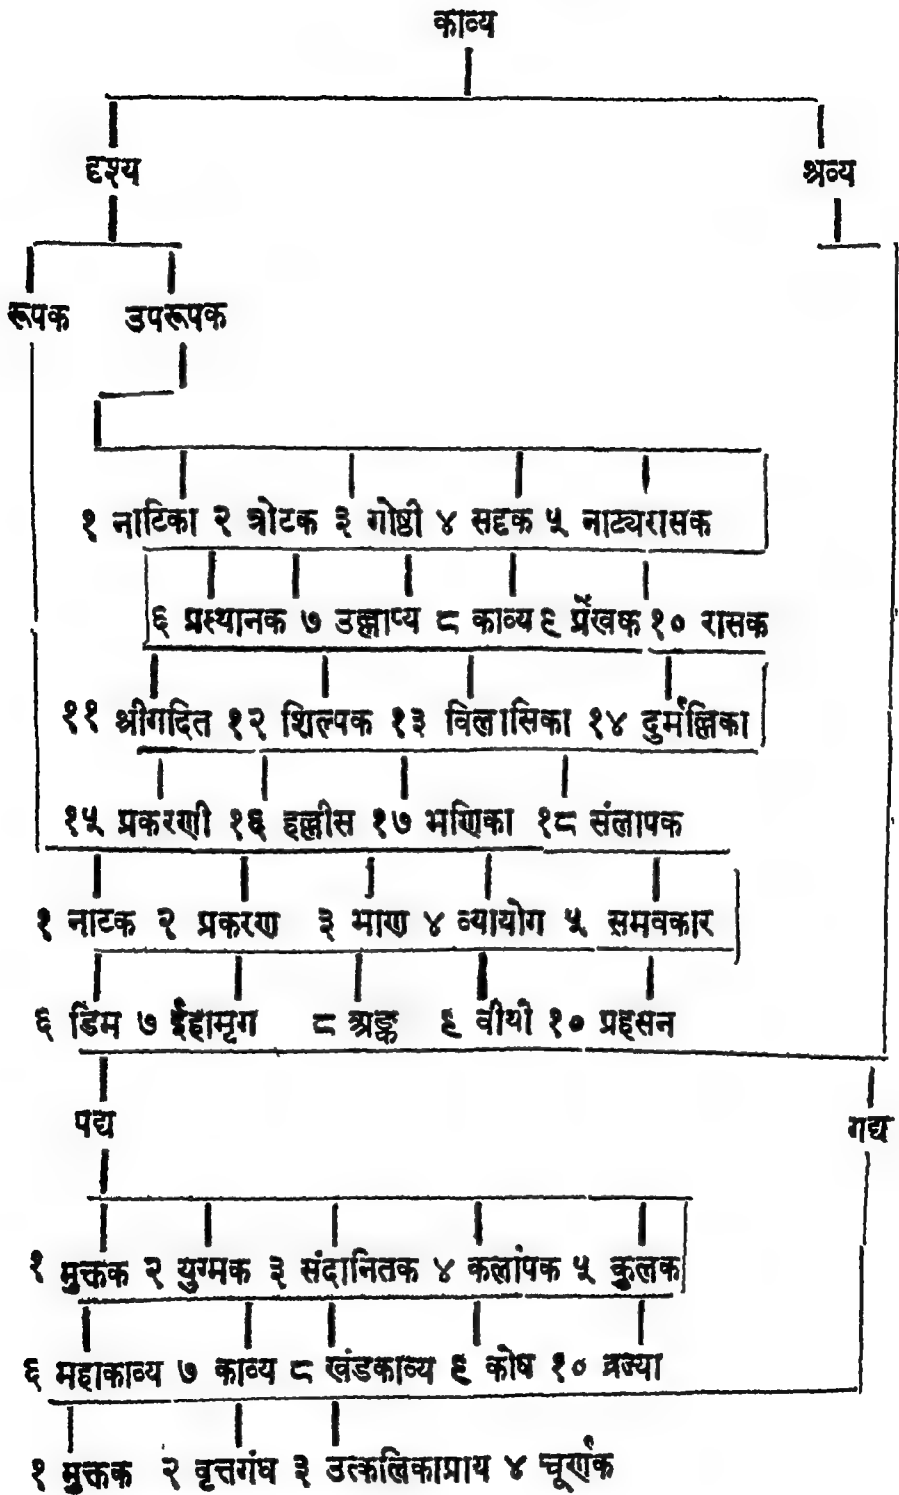 काव्य
दृश्य श्रव्य
रूपक उपरूपक
१ नाटिका २ त्रोटक ३ गोष्ठी ४ सट्टक ५ नाट्यरासक
६ प्रस्थानक ७ उल्लाप्य ८ काव्य ९ प्रेंखक १० रासक
११ श्रीगदित १२ शिल्पक १३ विलासिका १४ दुर्मल्लिका
१५ प्रकरणी १६ हल्लीस १७ भणिका १८ संलापक
१ नाटक २ प्रकरण ३ भाण ४ व्यायोग ५ समवकार
६ डिम ७ ईहामृग ८ अङ्क ९ वीथी १० प्रहसन
पद्य गद्य
१ मुक्तक २ युग्मक ३ संदानितक ४ कलांपक ५ कुलक
६ महाकाव्य ७ काव्य ८ खंडकाव्य ९ कोष १० व्रज्या
१ मुक्तक २ वृत्तगंध ३ उत्कलिकाप्राय ४ चूर्णक